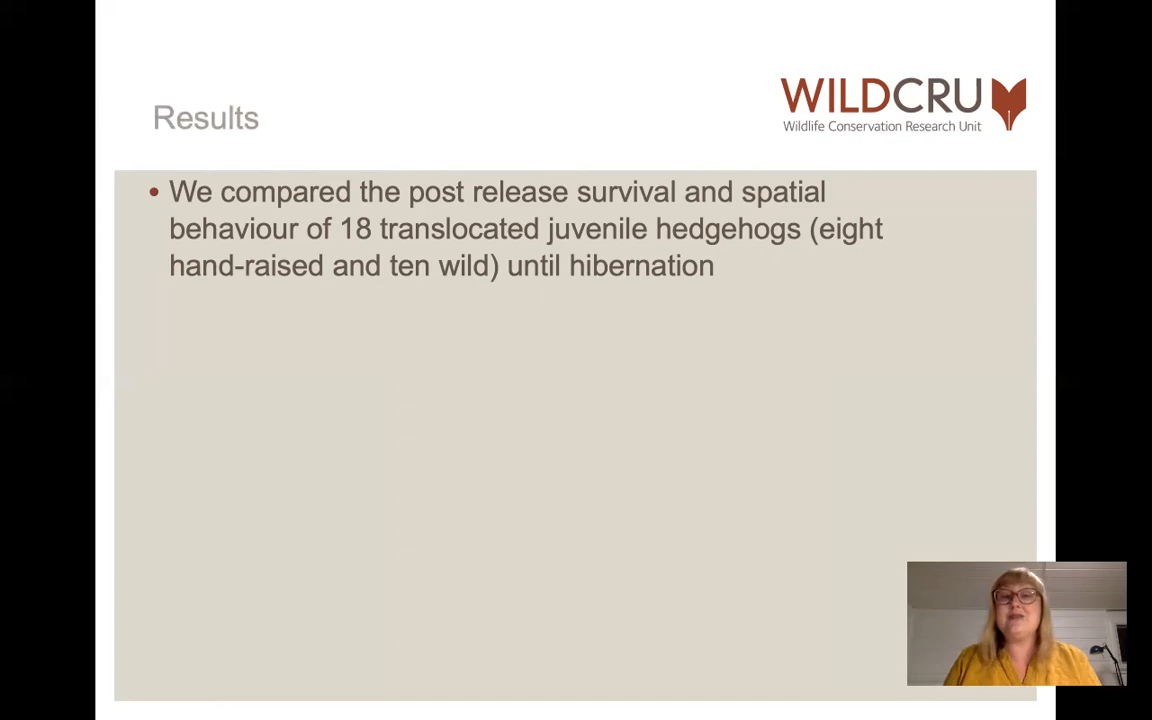 WILDCRU
Wildlife Conservation Research Unit
Results
• We compared the post release survival and spatial
behaviour of 18 translocated juvenile hedgehogs (eight
hand-raised and ten wild) until hibernation